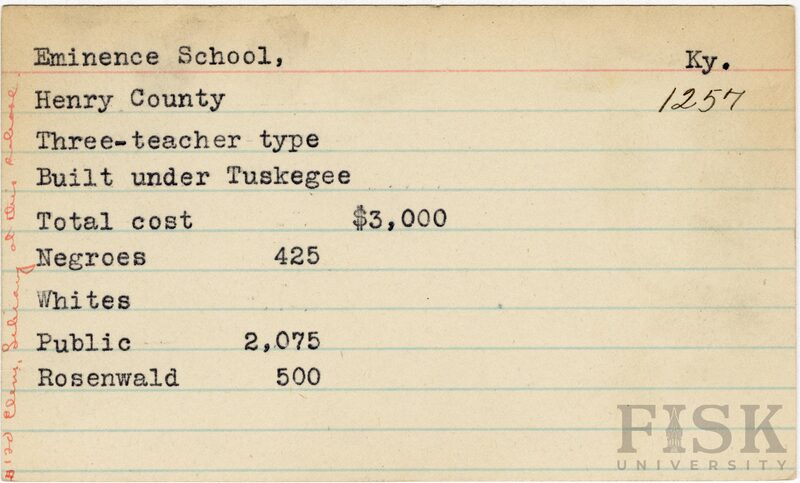 Eminence School, Ky.
Henry County 1257
Three-teacher type
Built under Tuskegee
Total cost $3,000
Negroes 425
Whites
Public 2,075
Rosenwald 500
FISK
UNIVERSITY